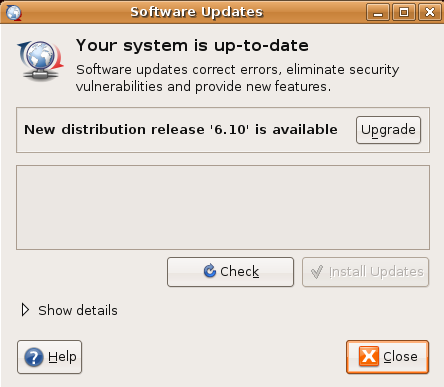 Software Updates
Your system is up-to-date
Software updates correct errors, eliminate security
vulnerabilities and provide new features.
New distribution release '6.10' is available
Upgrade
Check
Install Updates
Show details
Help
Close